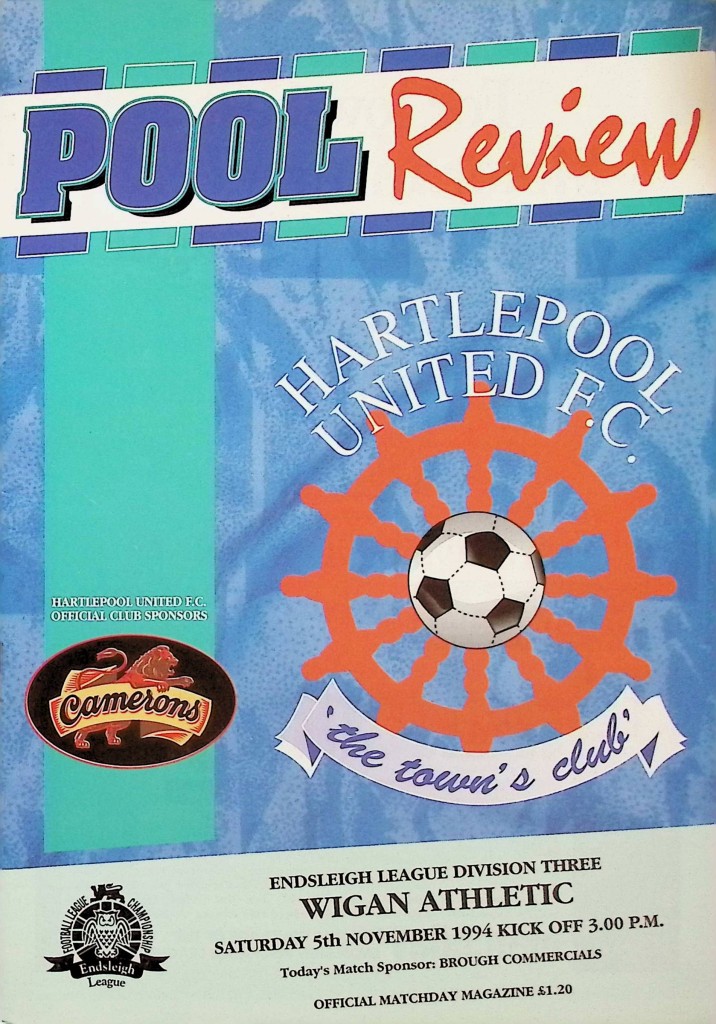 POOL Review
HARTLEPOOL
UNITED F.C.
HARTLEPOOL UNITED F.C.
OFFICIAL CLUB SPONSORS
Camerons
'the town's club'
ENDSLEIGH LEAGUE DIVISION THREE
WIGAN ATHLETIC
SATURDAY 5th NOVEMBER 1994 KICK OFF 3.00 P.M.
Today's Match Sponsor: BROUGH COMMERCIALS
OFFICIAL MATCHDAY MAGAZINE £1.20
FOOTBALL LEAGUE CHAMPIONSHIP
Endsleigh
League